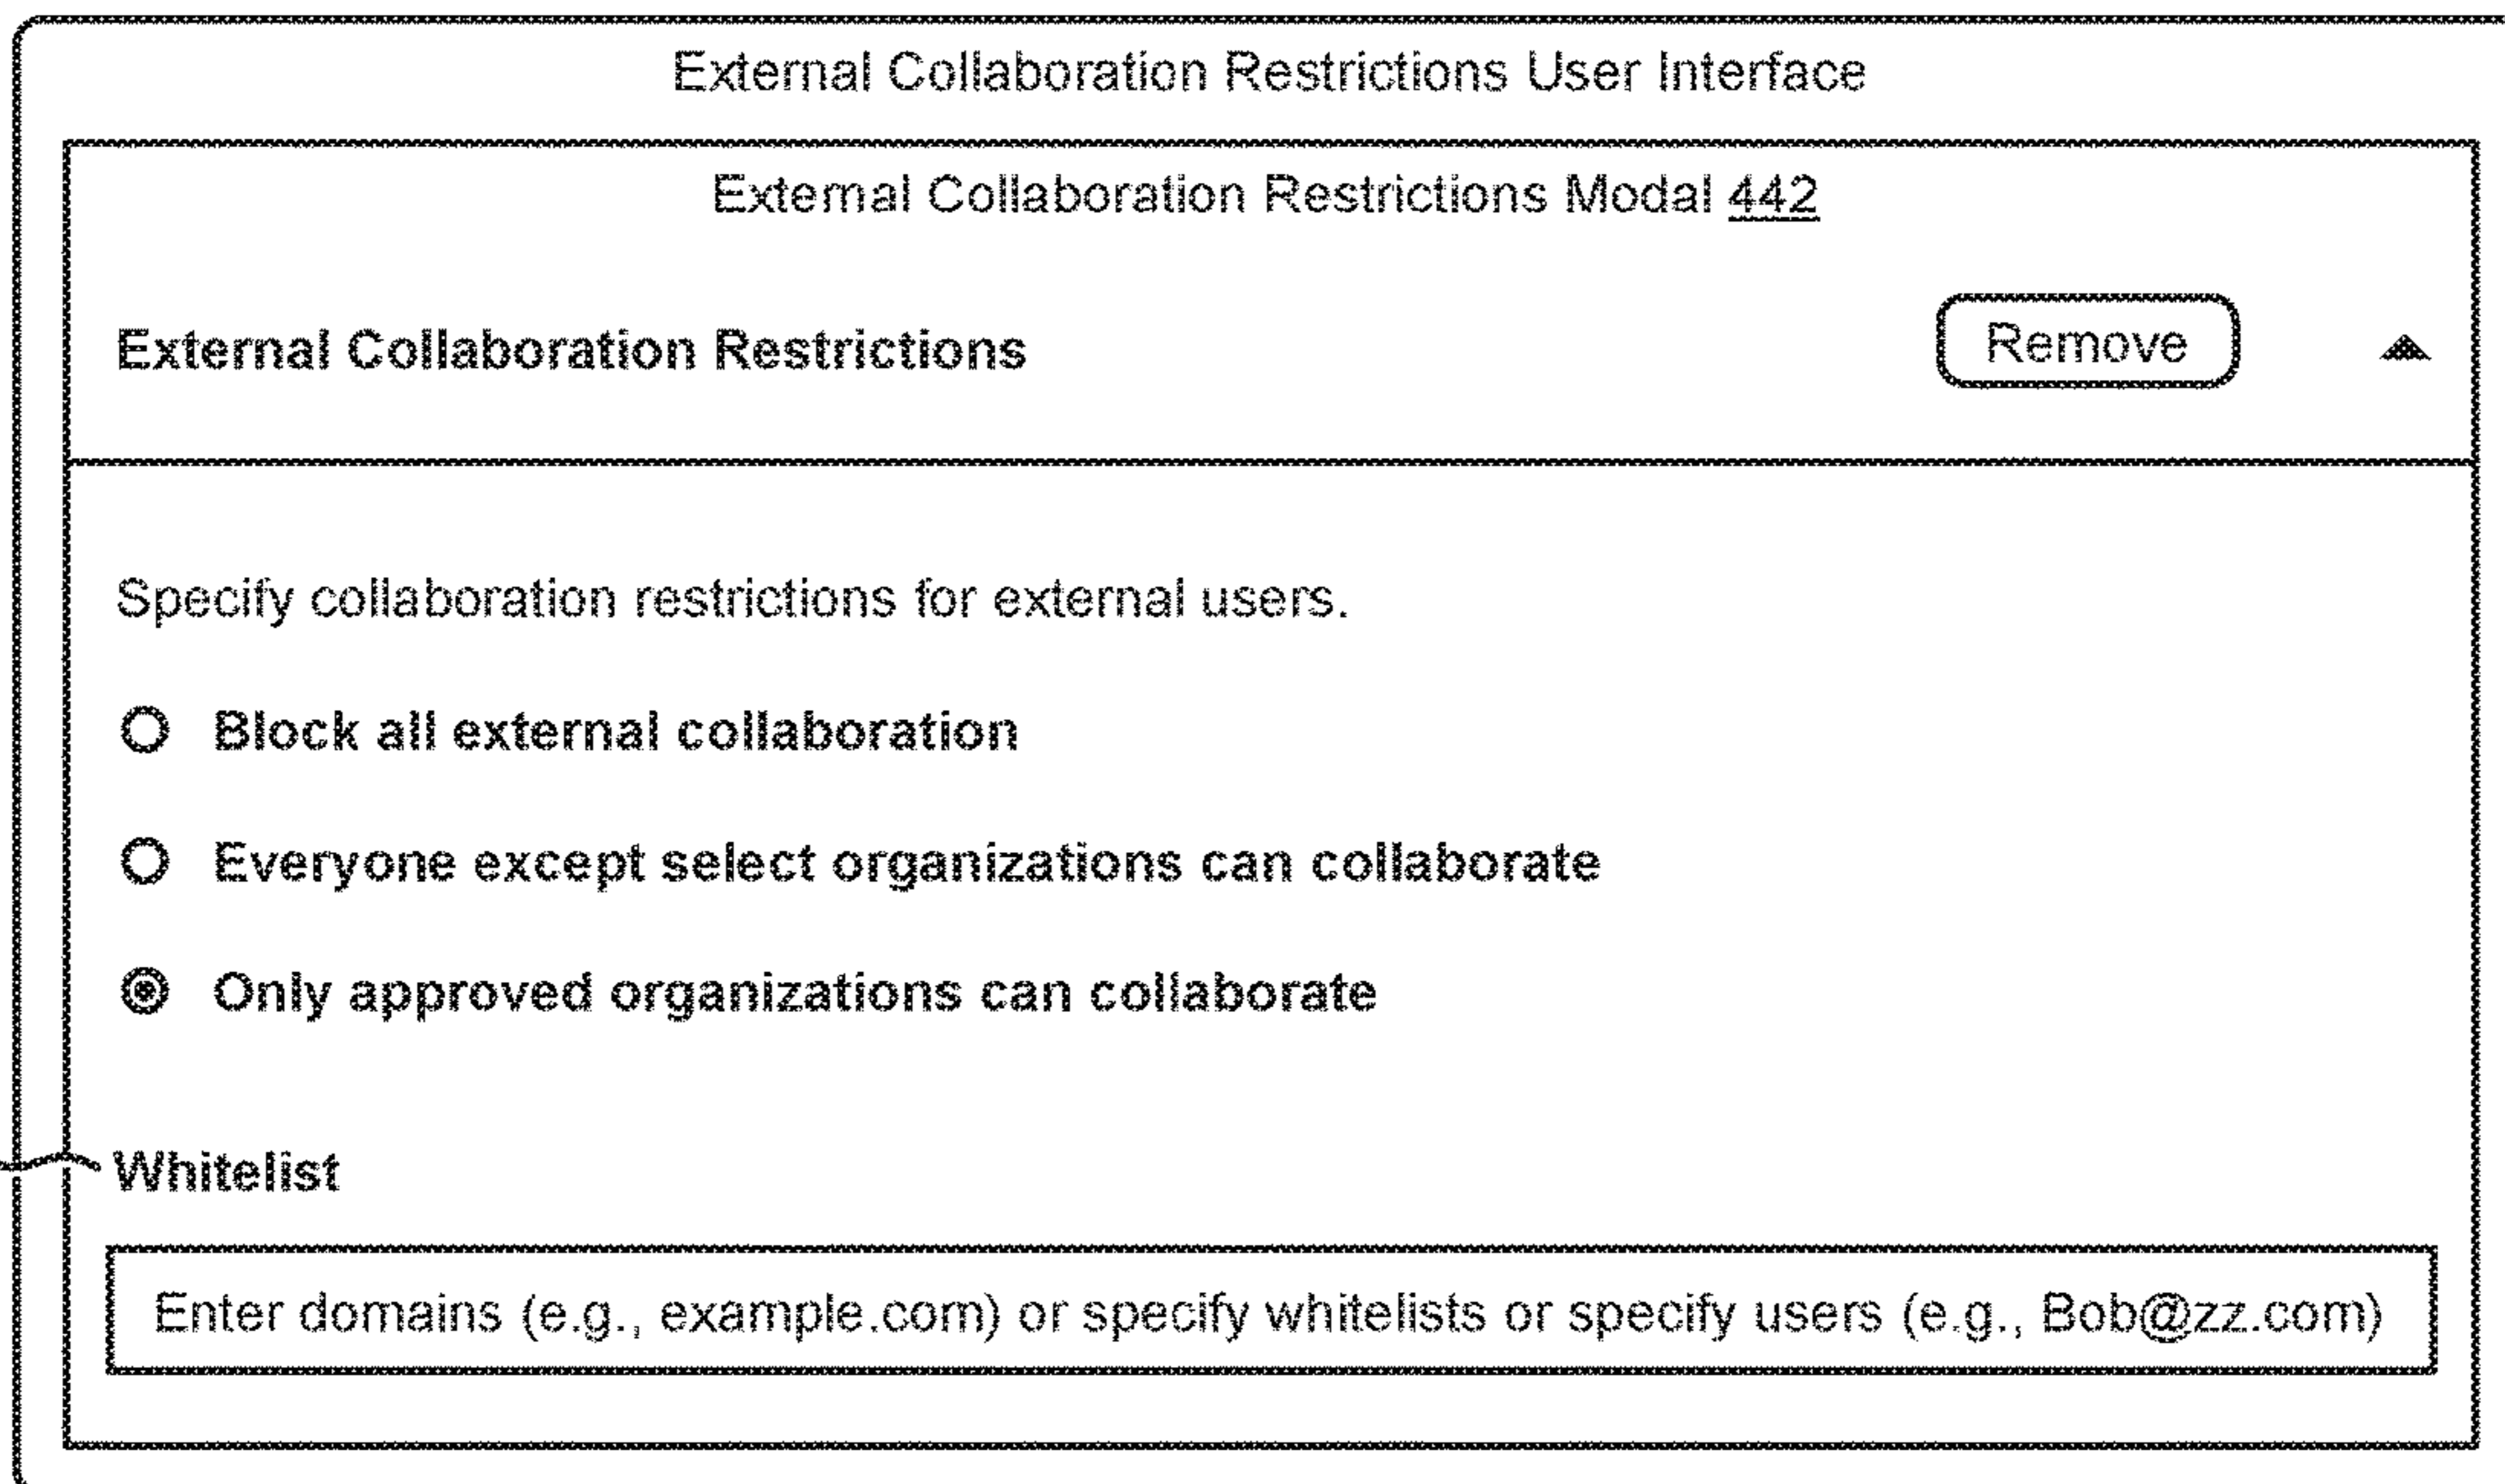 External Collaboration Restrictions User Interface
External Collaboration Restrictions Modal 442
External Collaboration Restrictions
Remove
Specify collaboration restrictions for external users.
Block all external collaboration
Everyone except select organizations can collaborate
Only approved organizations can collaborate
Whitelist
Enter domains (e.g., example.com) or specify whitelists or specify users (e.g., Bob@zz.com)